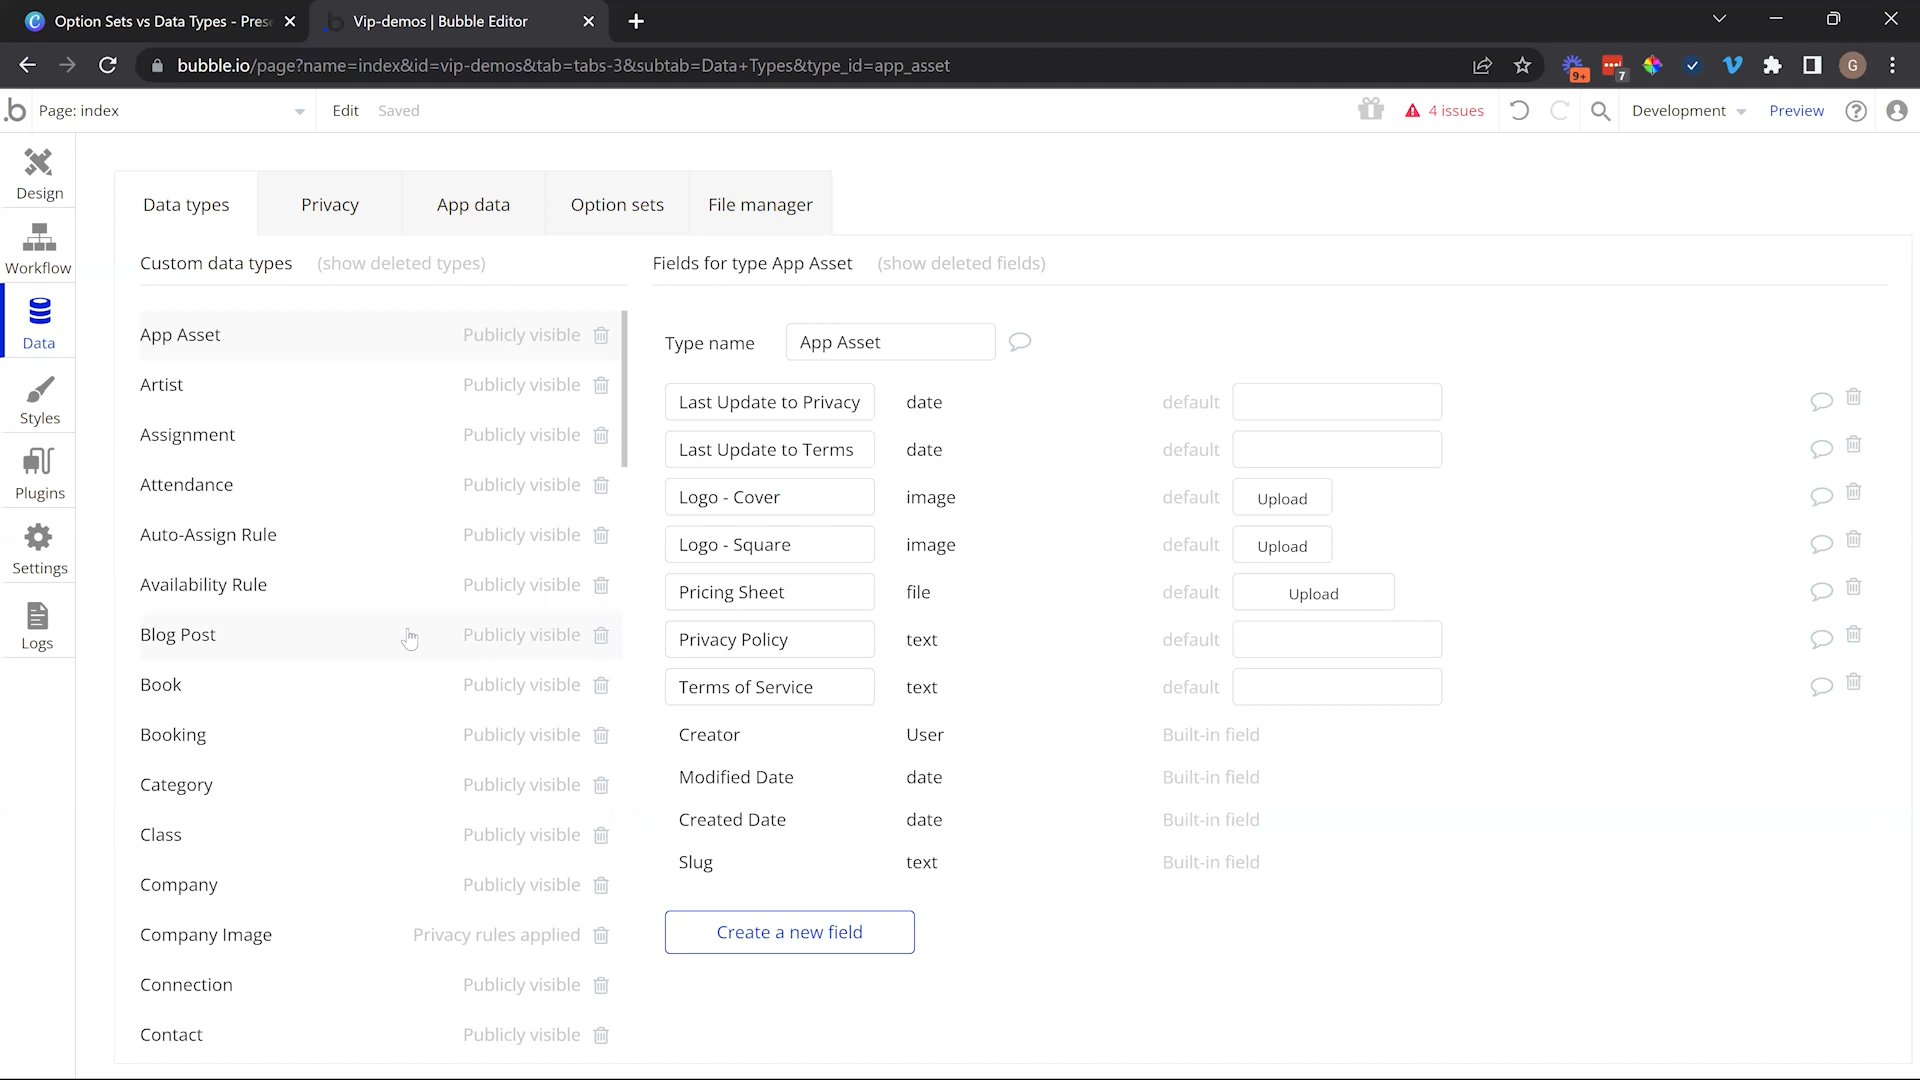 Option Sets vs Data Types - Prese
Vip-demos | Bubble Editor
bubble.io/page?name=index&id=vip-demos&tab=tabs-3&subtab=Data+Types&type_id=app_asset
9+
7
G
b
Page: index
Edit
Saved
4 issues
Development
Preview
Design
Workflow
Data
Styles
Plugins
Settings
Logs
Data types
Privacy
App data
Option sets
File manager
Custom data types (show deleted types)
App Asset Publicly visible
Artist Publicly visible
Assignment Publicly visible
Attendance Publicly visible
Auto-Assign Rule Publicly visible
Availability Rule Publicly visible
Blog Post Publicly visible
Book Publicly visible
Booking Publicly visible
Category Publicly visible
Class Publicly visible
Company Publicly visible
Company Image Privacy rules applied
Connection Publicly visible
Contact Publicly visible
Fields for type App Asset (show deleted fields)
Type name App Asset
Last Update to Privacy date default
Last Update to Terms date default
Logo - Cover image default Upload
Logo - Square image default Upload
Pricing Sheet file default Upload
Privacy Policy text default
Terms of Service text default
Creator User Built-in field
Modified Date date Built-in field
Created Date date Built-in field
Slug text Built-in field
Create a new field